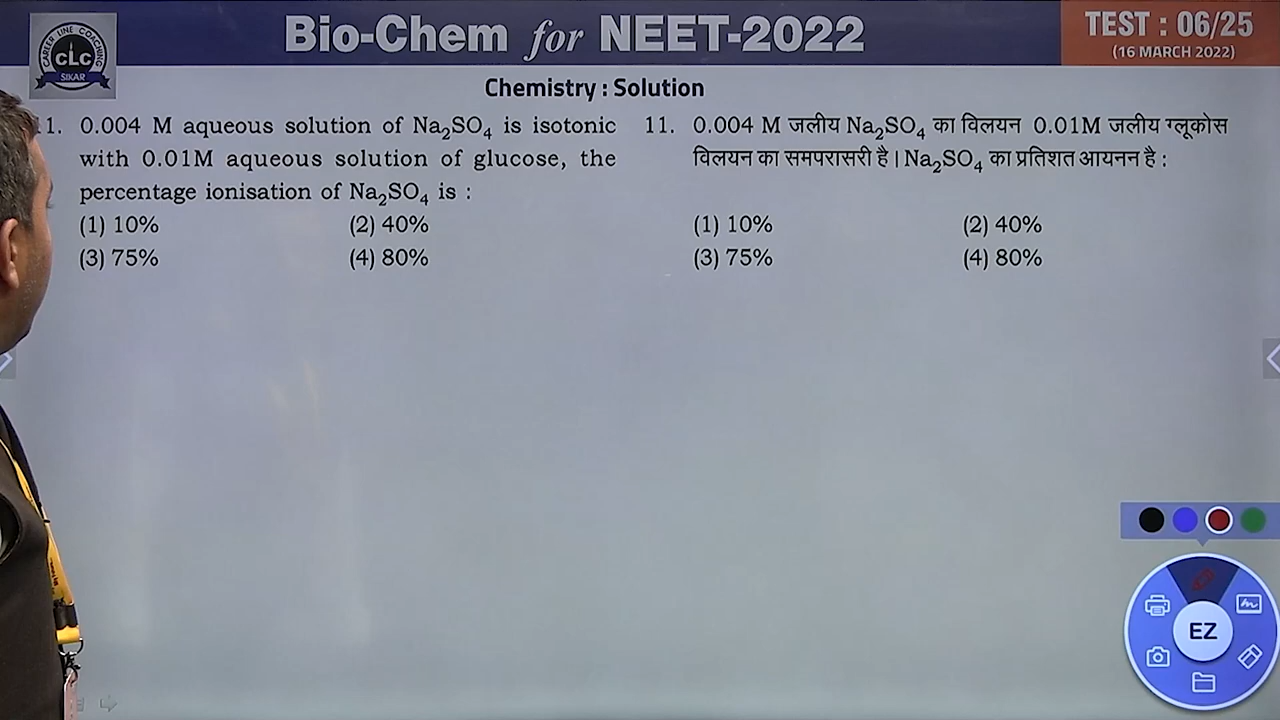 CAREER LINE COACHING
CLC
SIKAR
Bio-Chem for NEET-2022
TEST : 06/25
(16 MARCH 2022)
Chemistry : Solution
11. 0.004 M aqueous solution of Na₂SO₄ is isotonic
with 0.01M aqueous solution of glucose, the
percentage ionisation of Na₂SO₄ is :
(1) 10% (2) 40%
(3) 75% (4) 80%
11. 0.004 M जलीय Na₂SO₄ का विलयन 0.01M जलीय ग्लूकोस
विलयन का समपरासरी है। Na₂SO₄ का प्रतिशत आयनन है :
(1) 10% (2) 40%
(3) 75% (4) 80%
EZ